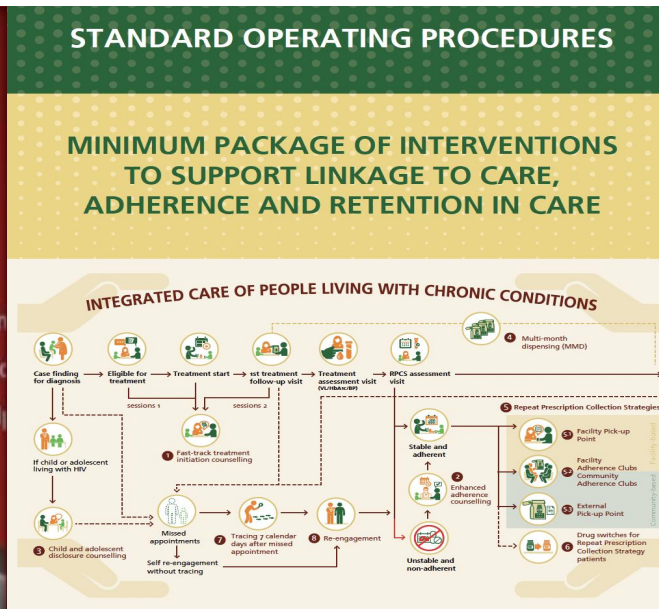 STANDARD OPERATING PROCEDURES
MINIMUM PACKAGE OF INTERVENTIONS
TO SUPPORT LINKAGE TO CARE,
ADHERENCE AND RETENTION IN CARE
INTEGRATED CARE OF PEOPLE LIVING WITH CHRONIC CONDITIONS
4 Multi-month
dispensing (MMD)
Case finding
for diagnosis
Eligible for
treatment
Treatment start
1st treatment
follow-up visit
Treatment
assessment visit
(VL/HbA1c/BP)
RPCS assessment
visit
sessions 1
sessions 2
1 Fast-track treatment
initiation counselling
If child or adolescent
living with HIV
3 Child and adolescent
disclosure counselling
Missed
appointments
Self re-engagement
without tracing
7 Tracing 7 calendar
days after missed
appointment
8 Re-engagement
Stable and
adherent
2 Enhanced
adherence
counselling
Unstable and
non-adherent
5 Repeat Prescription Collection Strategies
5.1 Facility Pick-up
Point
5.2 Facility
Adherence Clubs
Community
Adherence Clubs
5.3 External
Pick-up Point
Facility-based
Community-based
6 Drug switches for
Repeat Prescription
Collection Strategy
patients